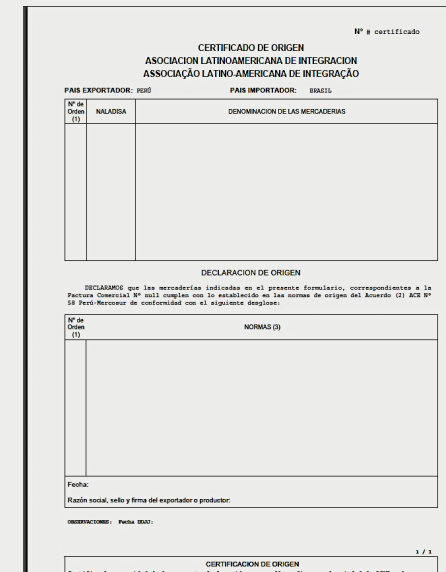 Nº # certificado
CERTIFICADO DE ORIGEN
ASOCIACION LATINOAMERICANA DE INTEGRACION
ASSOCIAÇÃO LATINO-AMERICANA DE INTEGRAÇÃO
PAIS EXPORTADOR: PERÚ PAIS IMPORTADOR: BRASIL
Nº de
Orden
(1)
NALADISA
DENOMINACION DE LAS MERCADERIAS
DECLARACION DE ORIGEN
DECLARAMOS que las mercaderías indicadas en el presente formulario, correspondientes a la
Factura Comercial Nº null cumplen con lo establecido en las normas de origen del Acuerdo (2) ACE Nº
58 Perú-Mercosur de conformidad con el siguiente desglose:
Nº de
Orden
(1)
NORMAS (3)
Fecha:
Razón social, sello y firma del exportador o productor:
OBSERVACIONES: Fecha DDJJ:
1 / 1
CERTIFICACION DE ORIGEN